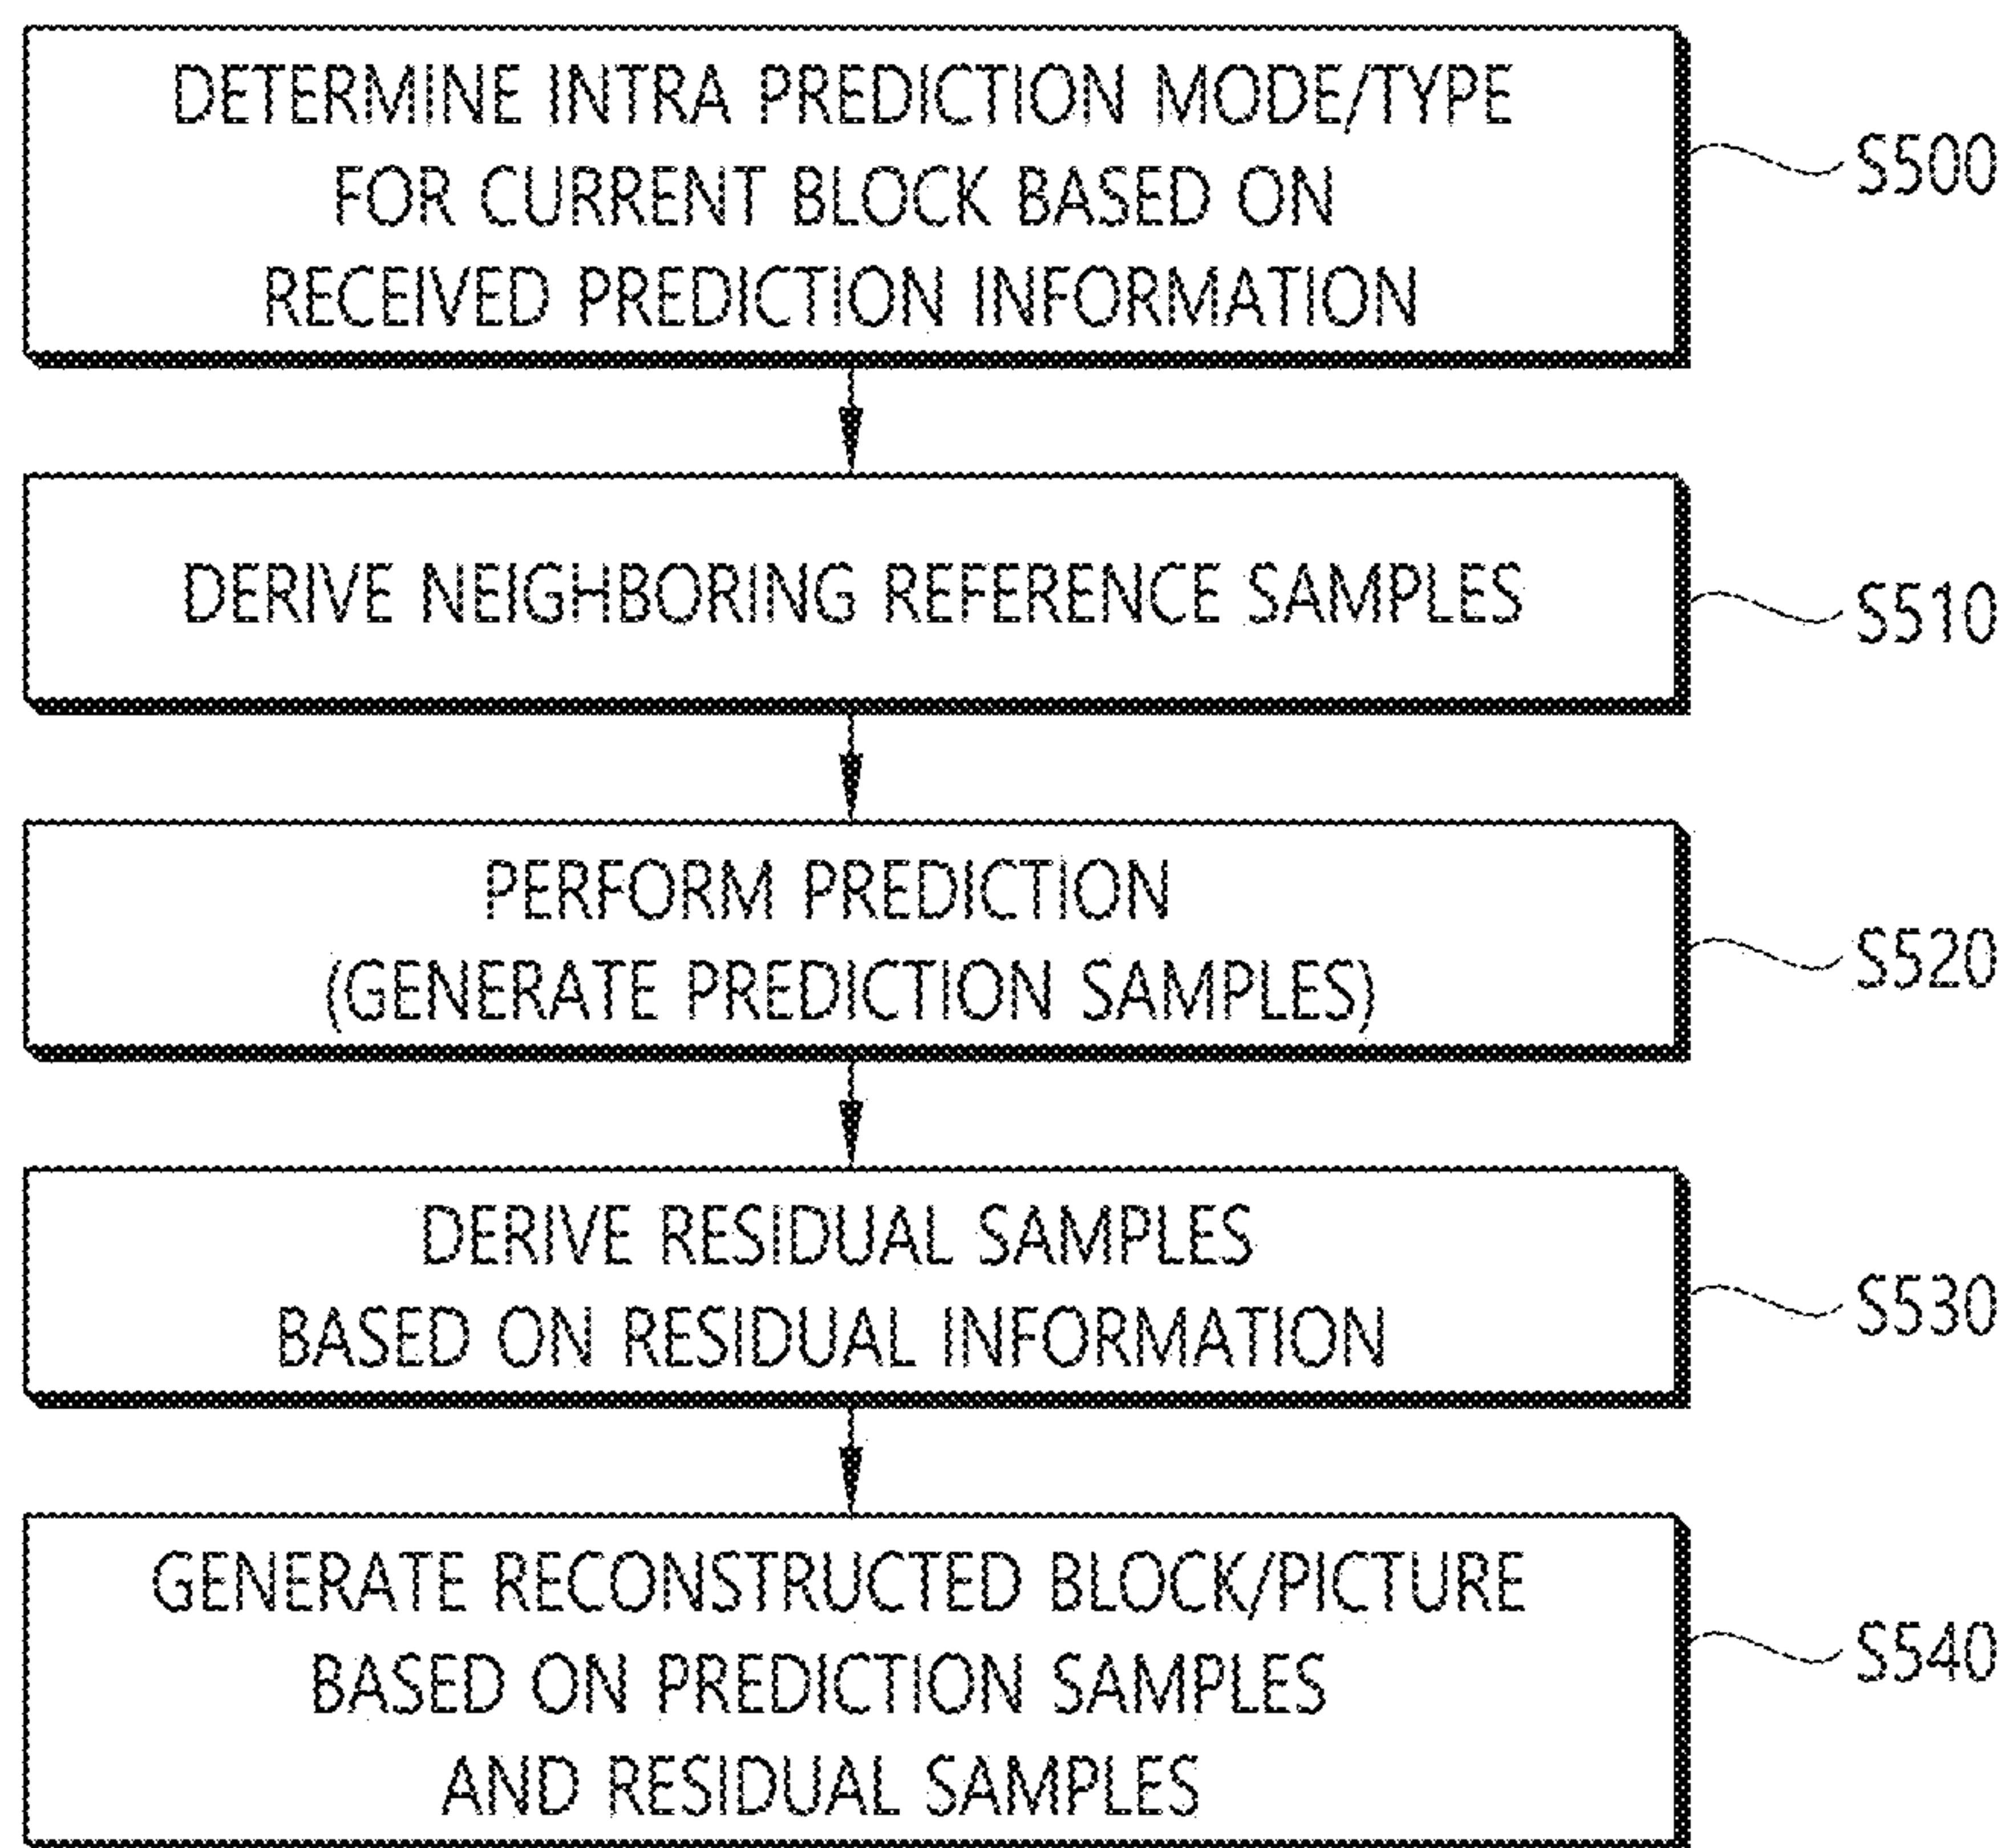 DETERMINE INTRA PREDICTION MODE/TYPE
FOR CURRENT BLOCK BASED ON
RECEIVED PREDICTION INFORMATION
S500
DERIVE NEIGHBORING REFERENCE SAMPLES
S510
PERFORM PREDICTION
(GENERATE PREDICTION SAMPLES)
S520
DERIVE RESIDUAL SAMPLES
BASED ON RESIDUAL INFORMATION
S530
GENERATE RECONSTRUCTED BLOCK/PICTURE
BASED ON PREDICTION SAMPLES
AND RESIDUAL SAMPLES
S540